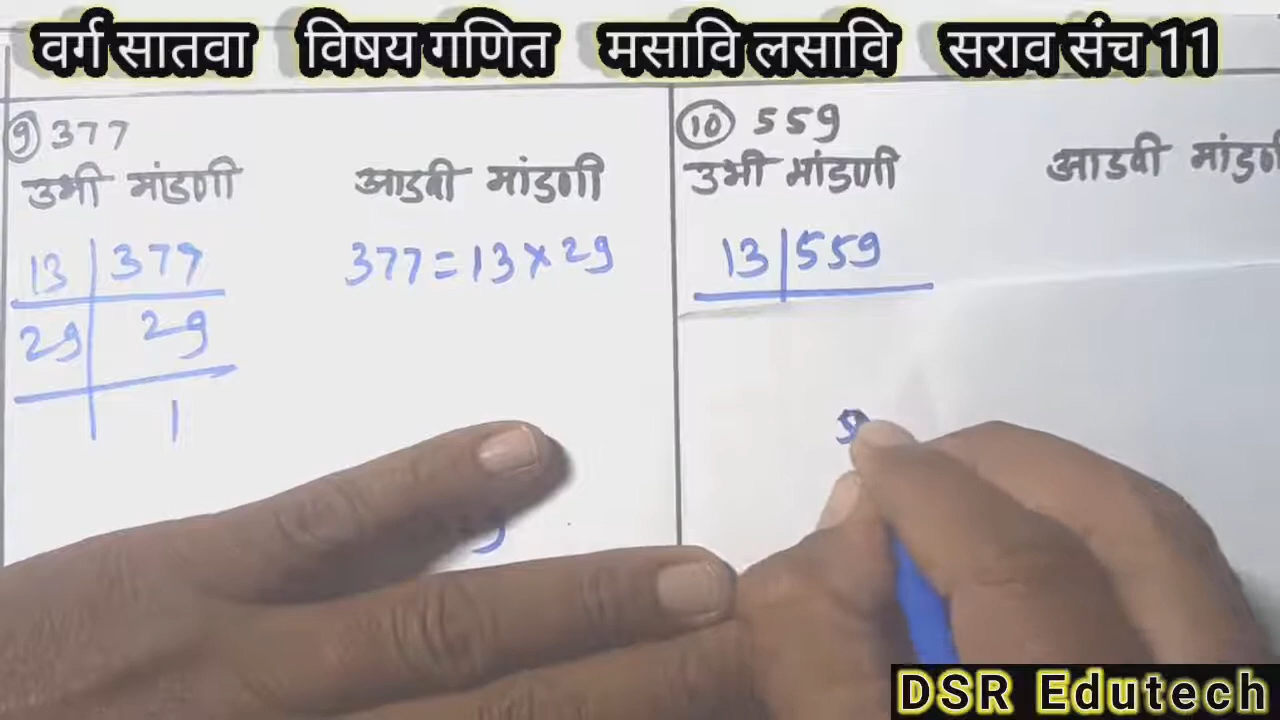 वर्ग सातवा विषय गणित मसावि लसावि सराव संच 11
9 377
उभी मांडणी आडवी मांडणी
13 377
29 29
1
377 = 13 × 29
10 559
उभी मांडणी आडवी
13 559
DSR Edutech